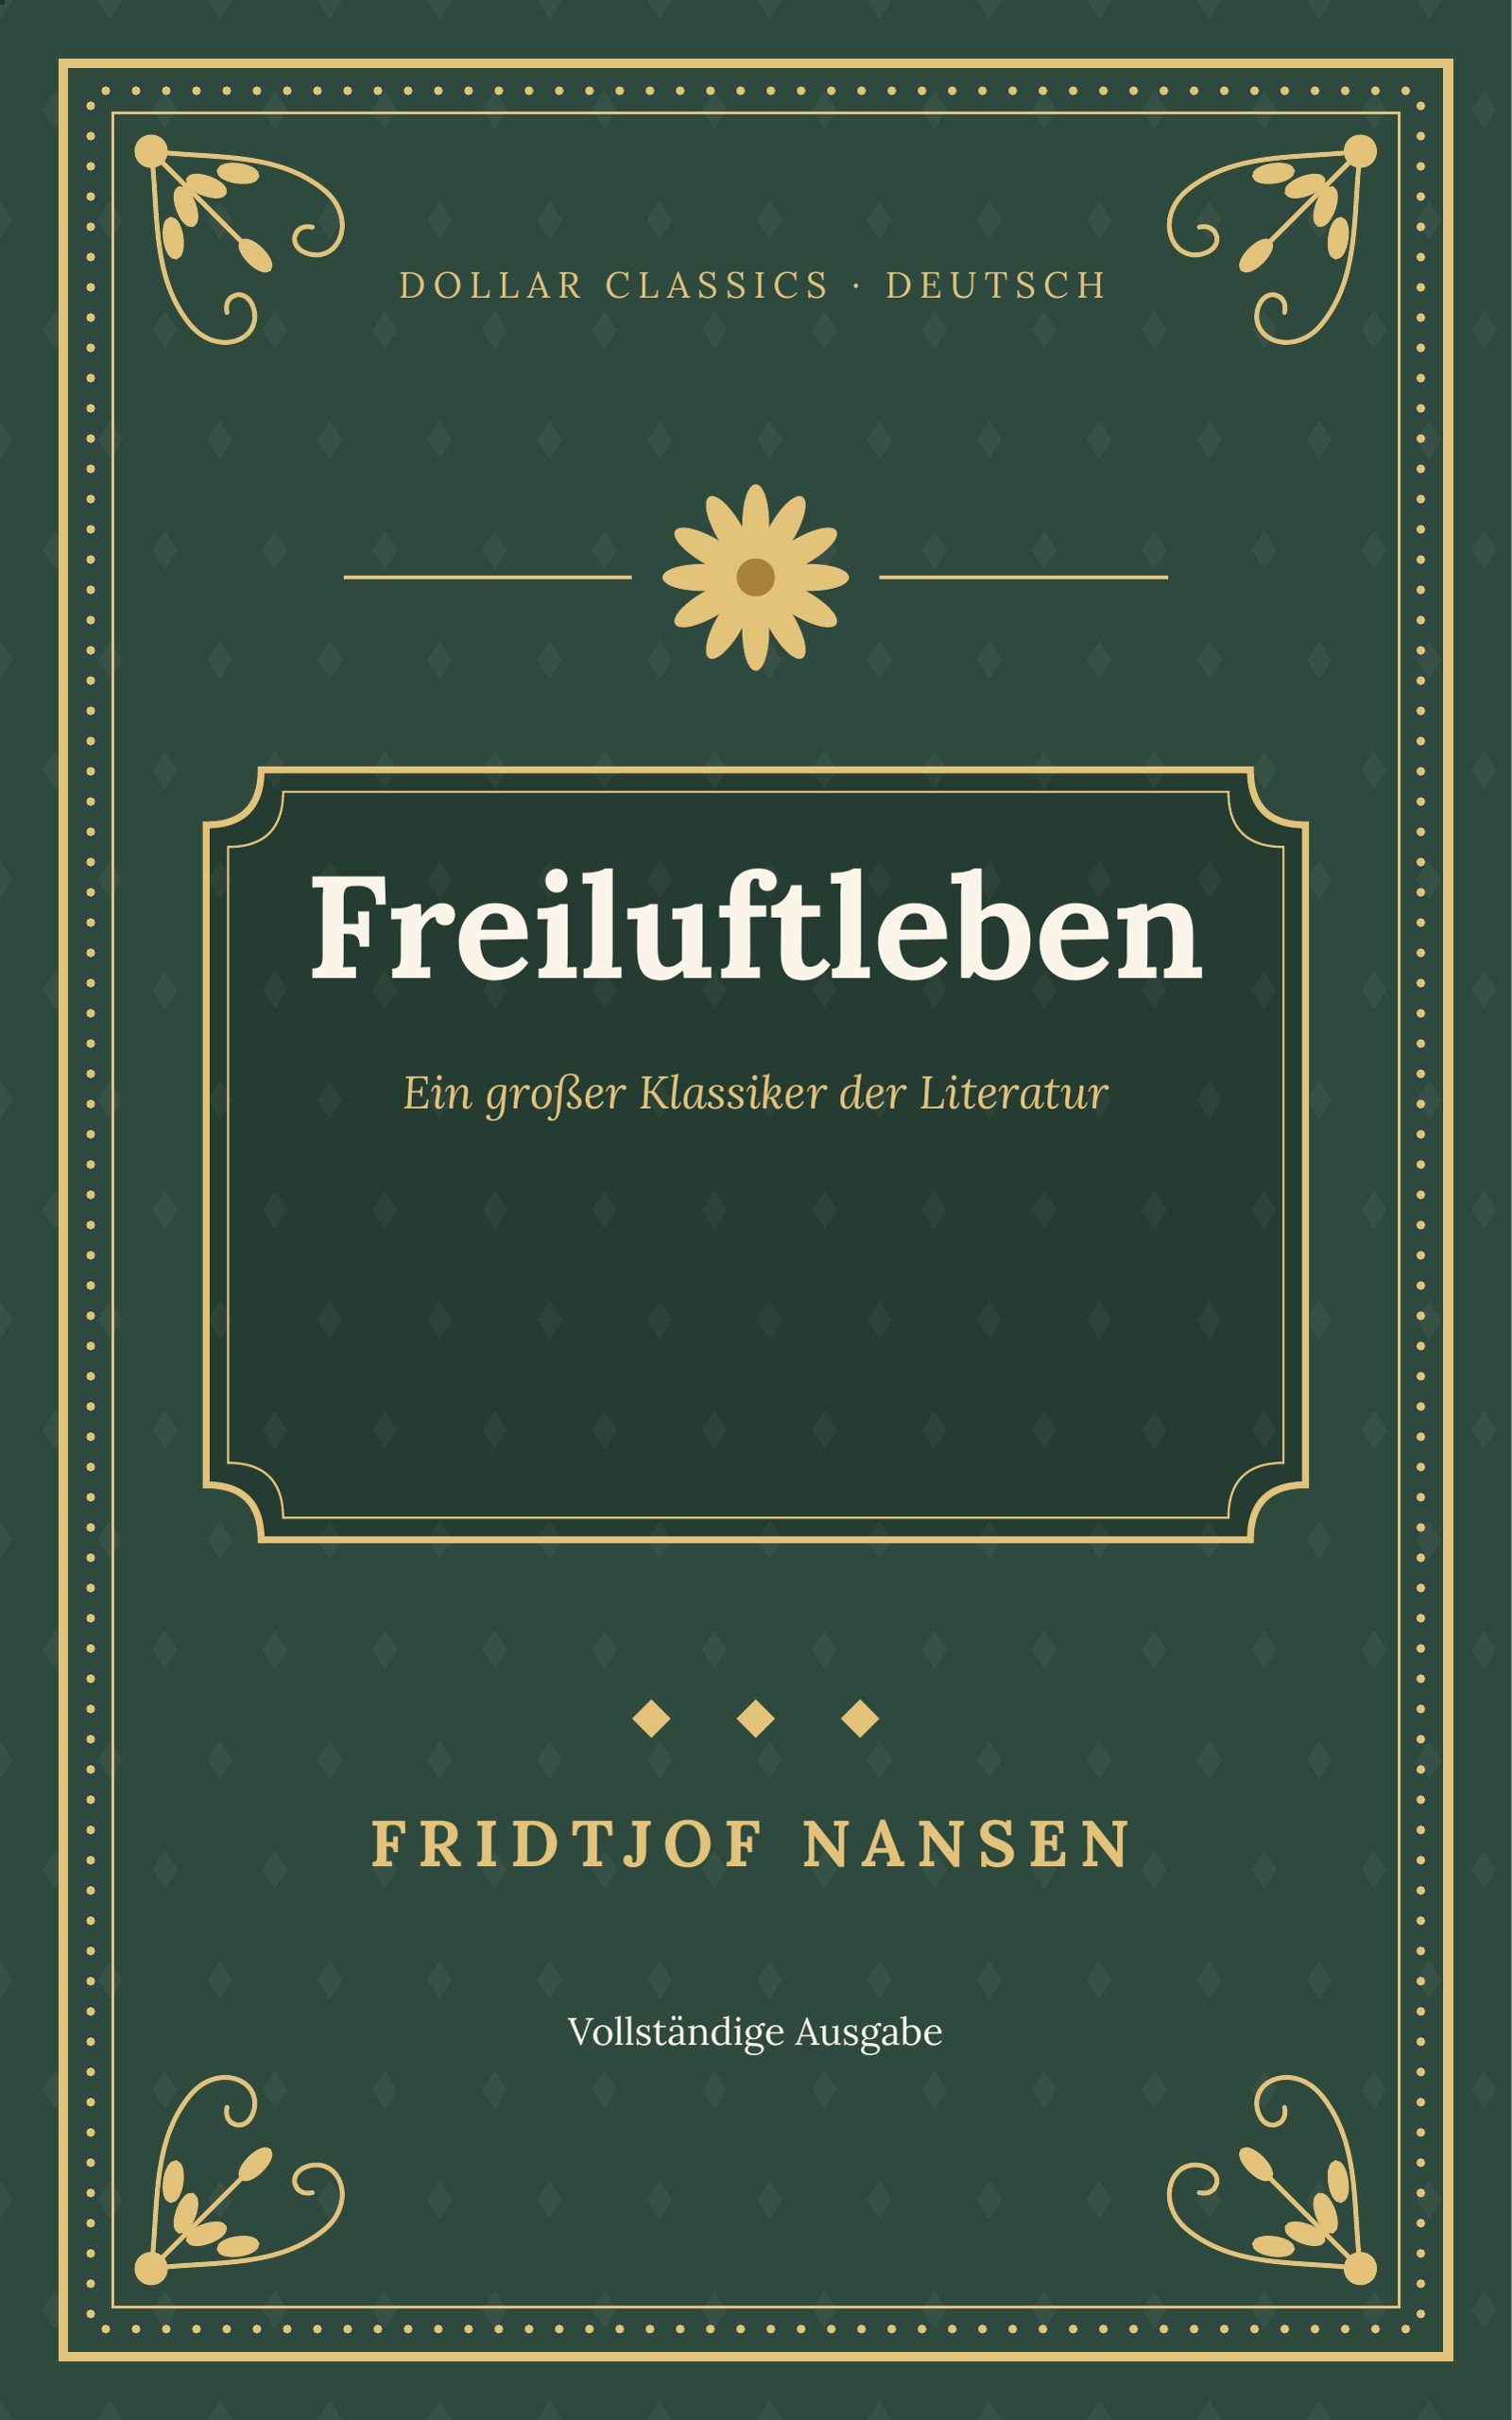 DOLLAR CLASSICS · DEUTSCH
Freiluftleben
Ein großer Klassiker der Literatur
FRIDTJOF NANSEN
Vollständige Ausgabe